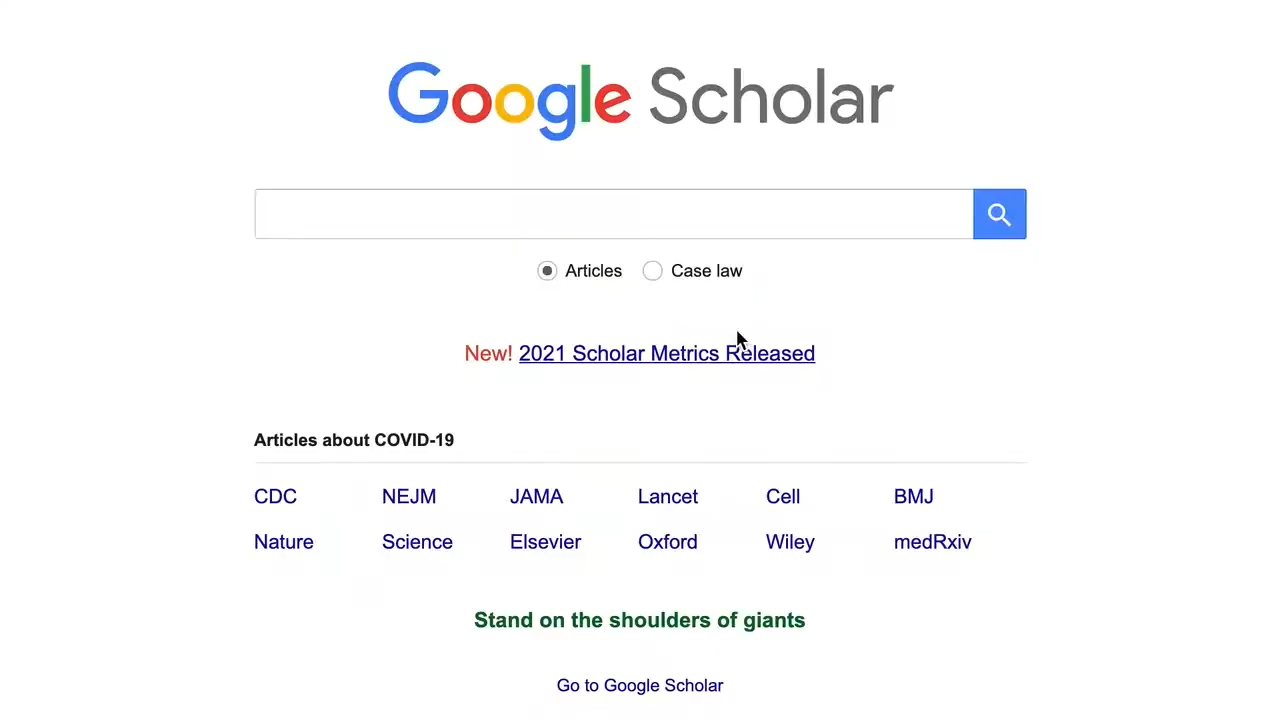 Google Scholar
Articles Case law
New! 2021 Scholar Metrics Released
Articles about COVID-19
CDC NEJM JAMA Lancet Cell BMJ
Nature Science Elsevier Oxford Wiley medRxiv
Stand on the shoulders of giants
Go to Google Scholar